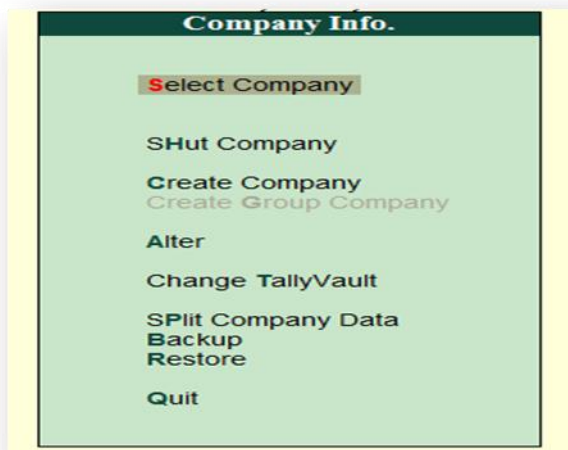 Company Info.
Select Company
SHut Company
Create Company
Create Group Company
Alter
Change TallyVault
SPlit Company Data
Backup
Restore
Quit